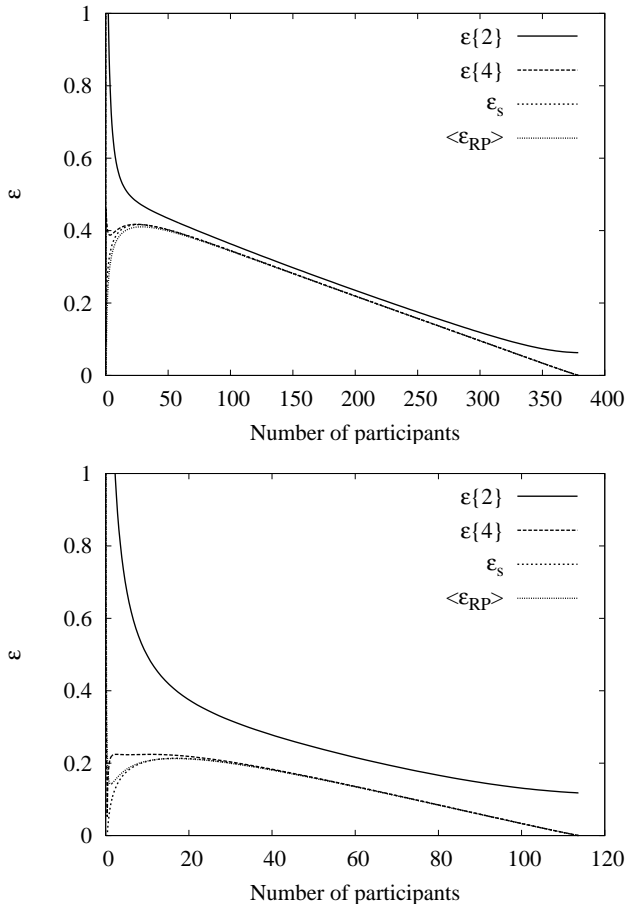 1
ε{2}
ε{4}
εs
<εRP>
0.8
0.6
ε
0.4
0.2
0
0 50 100 150 200 250 300 350 400
Number of participants
1
ε{2}
ε{4}
εs
<εRP>
0.8
0.6
ε
0.4
0.2
0
0 20 40 60 80 100 120
Number of participants